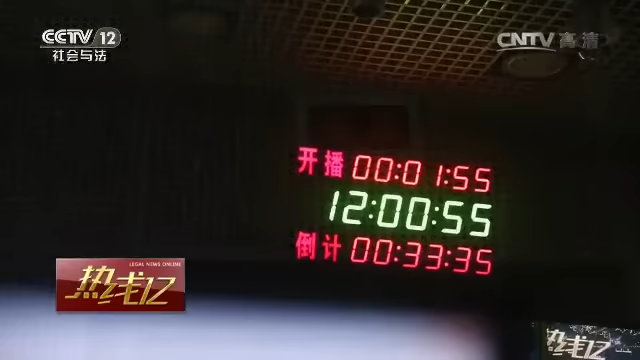 CCTV 12
社会与法
CNTV 高清
开播 00:01:55
12:00:55
倒计 00:33:35
LEGAL NEWS ONLINE
热线12
热线12